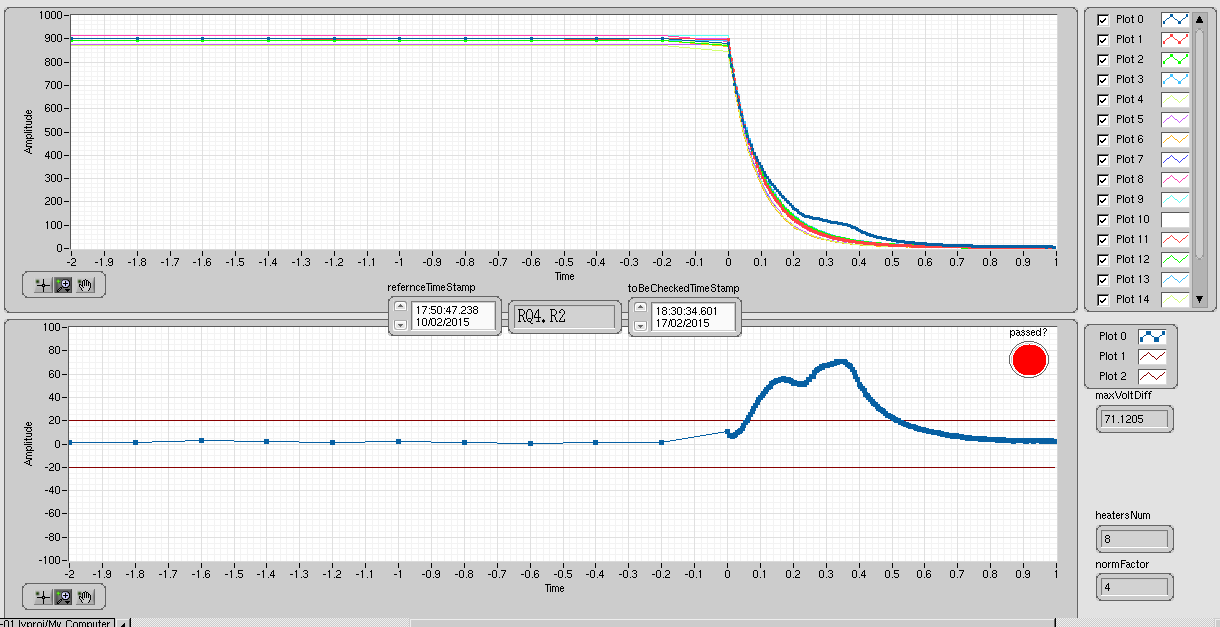 1000
900
800
700
600
500
400
300
200
100
0
Amplitude
-2 -1.9 -1.8 -1.7 -1.6 -1.5 -1.4 -1.3 -1.2 -1.1 -1 -0.9 -0.8 -0.7 -0.6 -0.5 -0.4 -0.3 -0.2 -0.1 0 0.1 0.2 0.3 0.4 0.5 0.6 0.7 0.8 0.9 1
Time
Plot 0
Plot 1
Plot 2
Plot 3
Plot 4
Plot 5
Plot 6
Plot 7
Plot 8
Plot 9
Plot 10
Plot 11
Plot 12
Plot 13
Plot 14
refernceTimeStamp
17:50:47.238
10/02/2015
RQ4.R2
toBeCheckedTimeStamp
18:30:34.601
17/02/2015
100
80
60
40
20
0
-20
-40
-60
-80
-100
Amplitude
-2 -1.9 -1.8 -1.7 -1.6 -1.5 -1.4 -1.3 -1.2 -1.1 -1 -0.9 -0.8 -0.7 -0.6 -0.5 -0.4 -0.3 -0.2 -0.1 0 0.1 0.2 0.3 0.4 0.5 0.6 0.7 0.8 0.9 1
Time
passed?
Plot 0
Plot 1
Plot 2
maxVoltDiff
71.1205
heatersNum
8
normFactor
4
-01.lvproj/My Computer